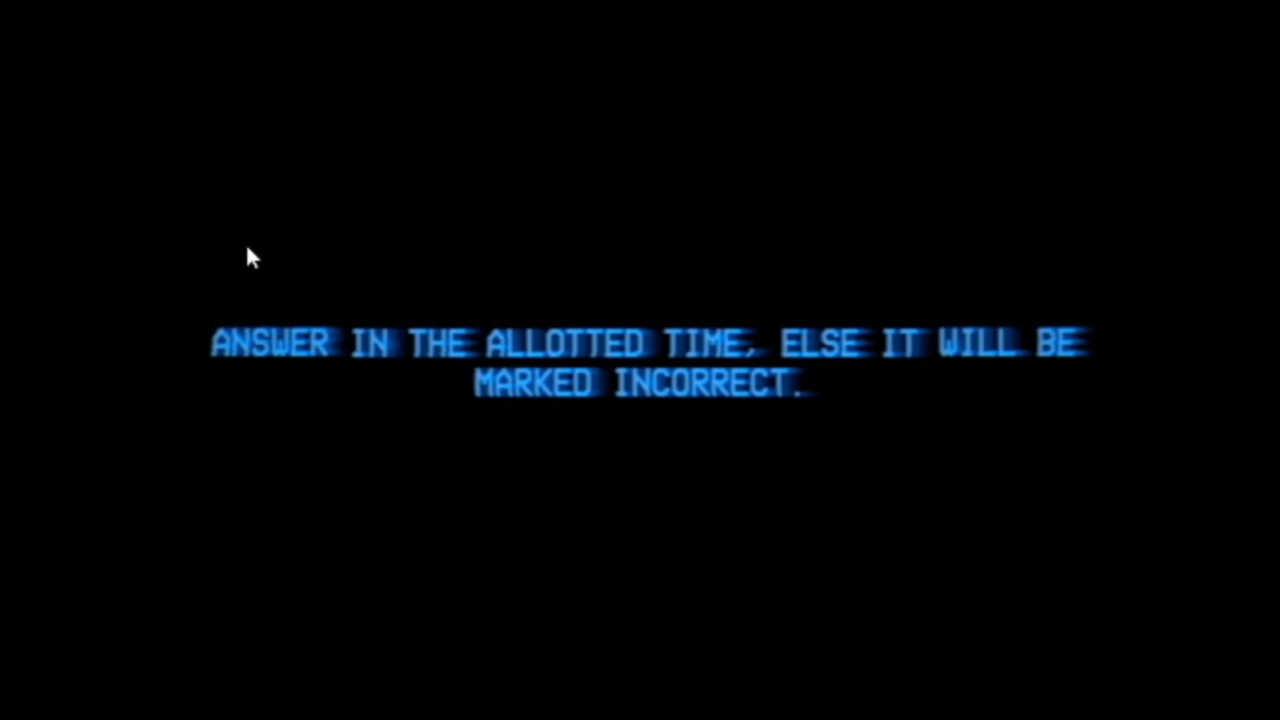 ANSWER IN THE ALLOTTED TIME, ELSE IT WILL BE
MARKED INCORRECT.